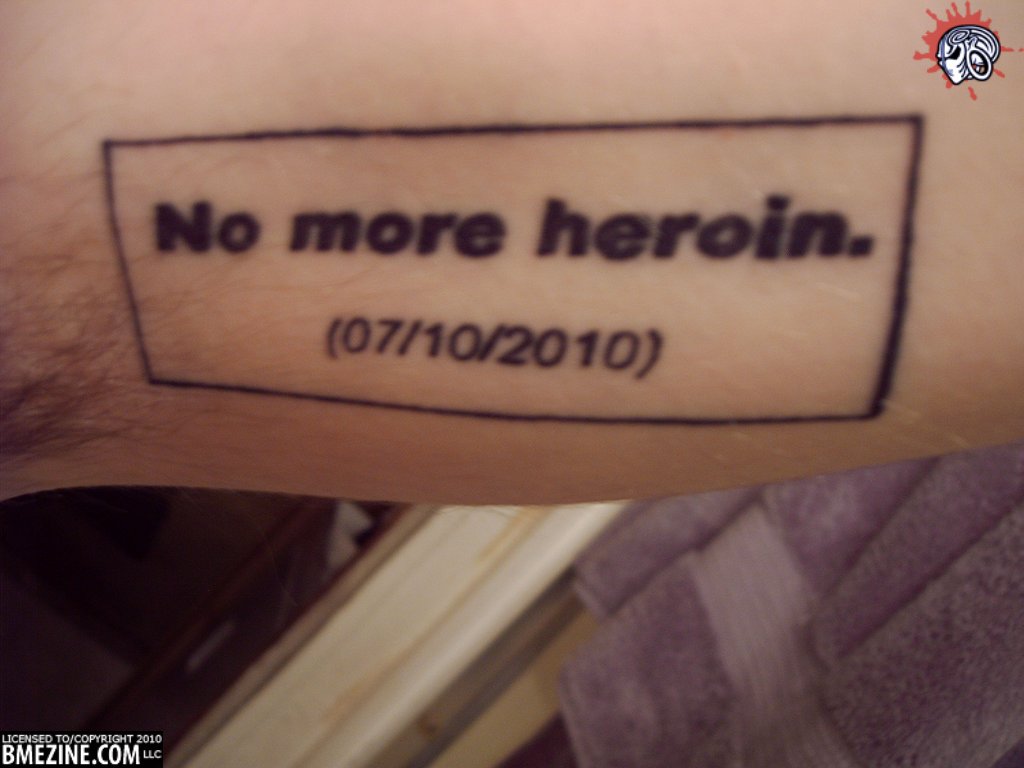 No more heroin.
(07/10/2010)
LICENSED TO/COPYRIGHT 2010
BMEZINE.COM LLC